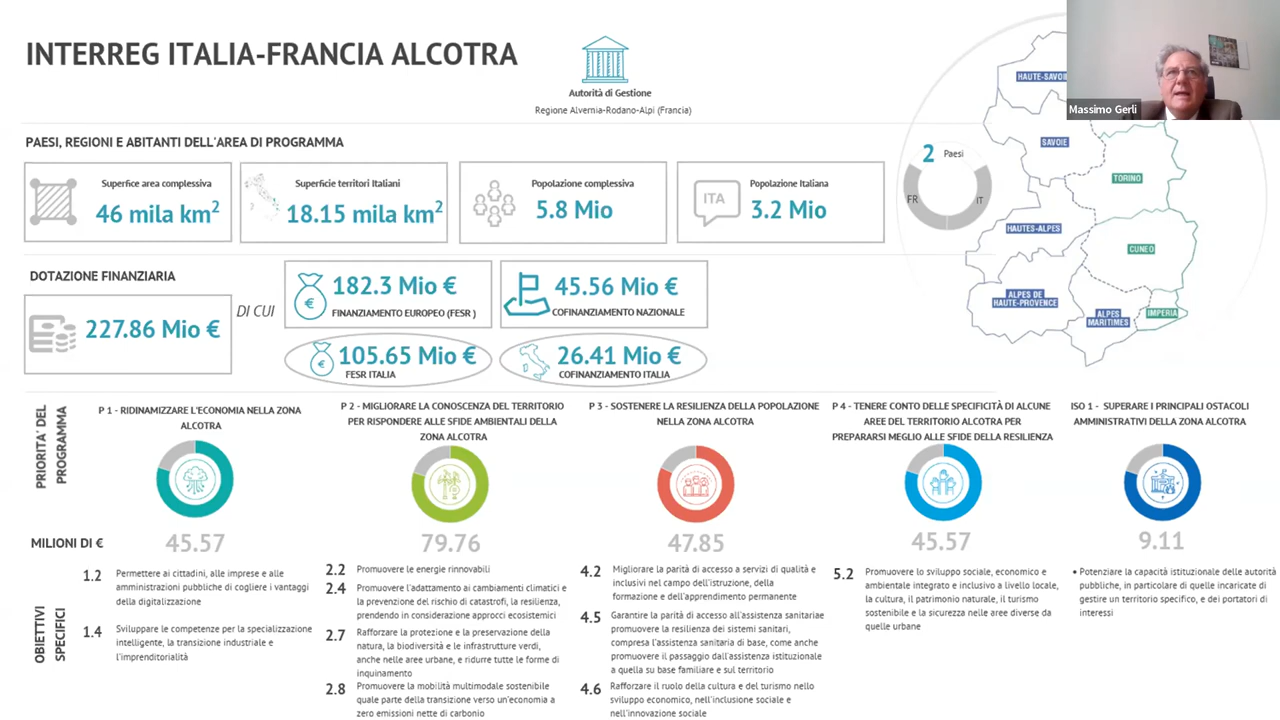 INTERREG ITALIA-FRANCIA ALCOTRA
Autorità di Gestione
Regione Alvernia-Rodano-Alpi (Francia)
Massimo Gerli
PAESI, REGIONI E ABITANTI DELL'AREA DI PROGRAMMA
Superfice area complessiva
46 mila km²
Superficie territori Italiani
18.15 mila km²
Popolazione complessiva
5.8 Mio
ITA
Popolazione Italiana
3.2 Mio
2 Paesi
FR
IT
HAUTE-SAVOI
SAVOIE
TORINO
HAUTES-ALPES
CUNEO
ALPES DE
HAUTE-PROVENCE
ALPES
MARITIMES
IMPERIA
DOTAZIONE FINANZIARIA
227.86 Mio €
DI CUI
182.3 Mio €
FINANZIAMENTO EUROPEO (FESR )
45.56 Mio €
COFINANZIAMENTO NAZIONALE
105.65 Mio €
FESR ITALIA
26.41 Mio €
COFINANZIAMENTO ITALIA
PRIORITA' DEL
PROGRAMMA
P 1 - RIDINAMIZZARE L'ECONOMIA NELLA ZONA
ALCOTRA
P 2 - MIGLIORARE LA CONOSCENZA DEL TERRITORIO
PER RISPONDERE ALLE SFIDE AMBIENTALI DELLA
ZONA ALCOTRA
P 3 - SOSTENERE LA RESILIENZA DELLA POPOLAZIONE
NELLA ZONA ALCOTRA
P 4 - TENERE CONTO DELLE SPECIFICITÀ DI ALCUNE
AREE DEL TERRITORIO ALCOTRA PER
PREPARARSI MEGLIO ALLE SFIDE DELLA RESILIENZA
ISO 1 - SUPERARE I PRINCIPALI OSTACOLI
AMMINISTRATIVI DELLA ZONA ALCOTRA
MILIONI DI €
45.57
79.76
47.85
45.57
9.11
OBIETTIVI
SPECIFICI
1.2 Permettere ai cittadini, alle imprese e alle
amministrazioni pubbliche di cogliere i vantaggi
della digitalizzazione
1.4 Sviluppare le competenze per la specializzazione
intelligente, la transizione industriale e
l'imprenditorialità
2.2 Promuovere le energie rinnovabili
2.4 Promuovere l'adattamento ai cambiamenti climatici e
la prevenzione del rischio di catastrofi, la resilienza,
prendendo in considerazione approcci ecosistemici
2.7 Rafforzare la protezione e la preservazione della
natura, la biodiversità e le infrastrutture verdi,
anche nelle aree urbane, e ridurre tutte le forme di
inquinamento
2.8 Promuovere la mobilità multimodale sostenibile
quale parte della transizione verso un'economia a
zero emissioni nette di carbonio
4.2 Migliorare la parità di accesso a servizi di qualità e
inclusivi nel campo dell'istruzione, della
formazione e dell'apprendimento permanente
4.5 Garantire la parità di accesso all'assistenza sanitariae
promuovere la resilienza dei sistemi sanitari,
compresa l'assistenza sanitaria di base, come anche
promuovere il passaggio dall'assistenza istituzionale
a quella su base familiare e sul territorio
4.6 Rafforzare il ruolo della cultura e del turismo nello
sviluppo economico, nell'inclusione sociale e
nell'innovazione sociale
5.2 Promuovere lo sviluppo sociale, economico e
ambientale integrato e inclusivo a livello locale,
la cultura, il patrimonio naturale, il turismo
sostenibile e la sicurezza nelle aree diverse da
quelle urbane
• Potenziare la capacità istituzionale delle autorità
pubbliche, in particolare di quelle incaricate di
gestire un territorio specifico, e dei portatori di
interessi